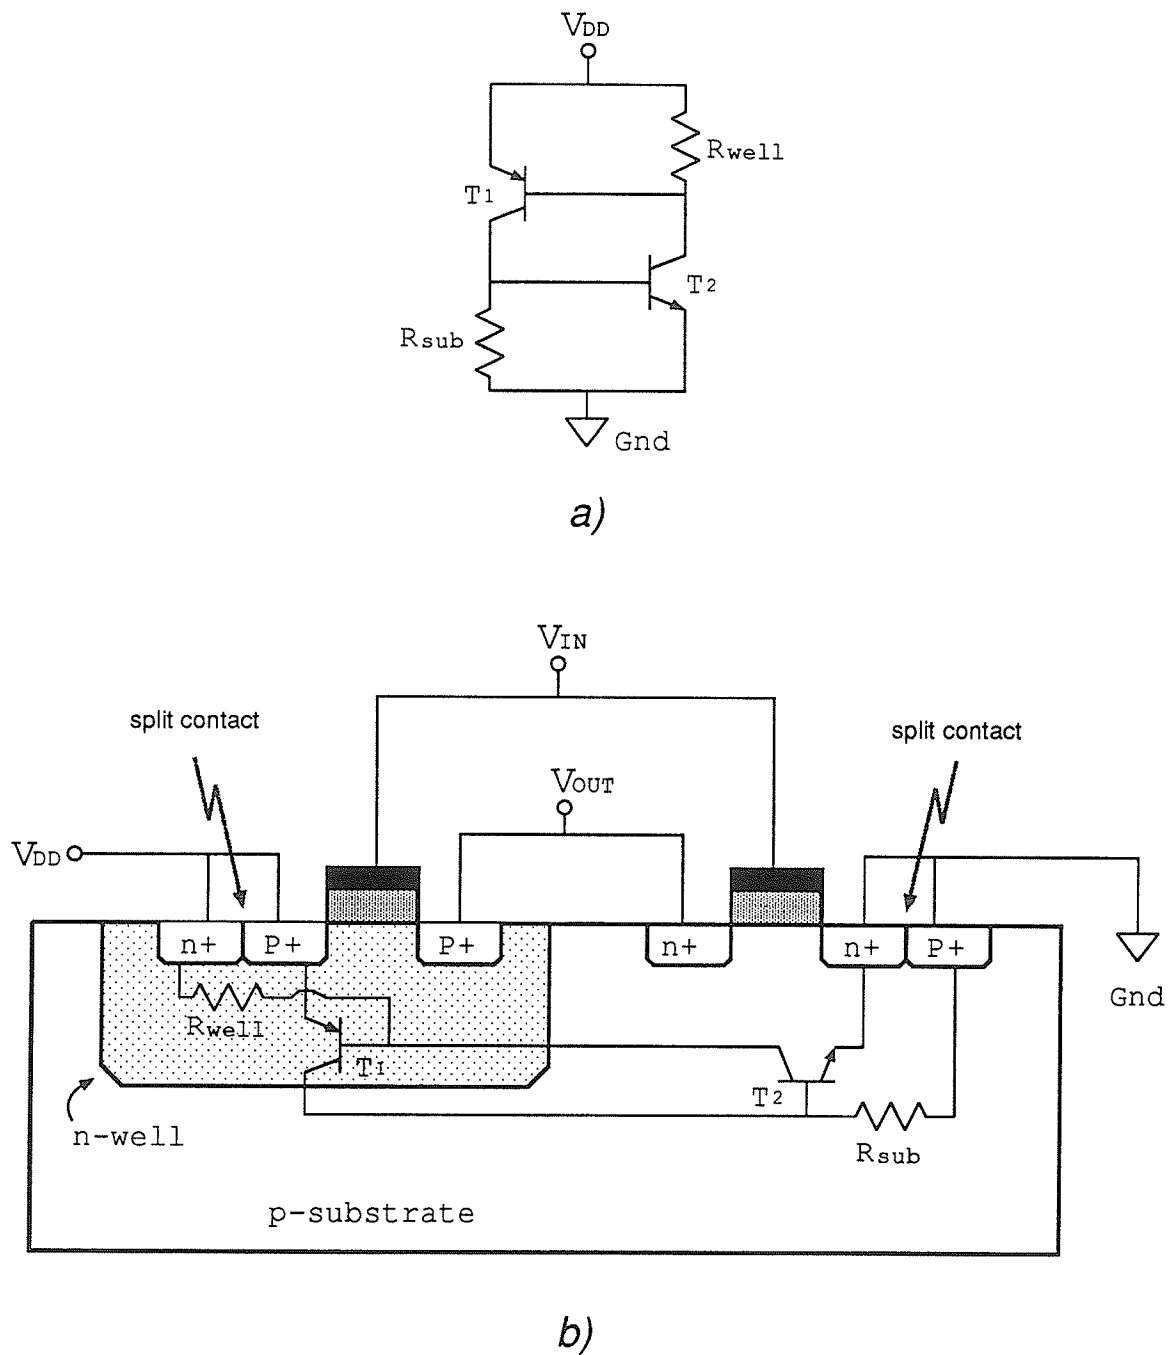 VDD
Rwell
T1
T2
Rsub
Gnd
a)
VIN
split contact
split contact
VOUT
VDD
n+
P+
P+
n+
n+
P+
Gnd
Rwell
T1
T2
n-well
Rsub
p-substrate
b)